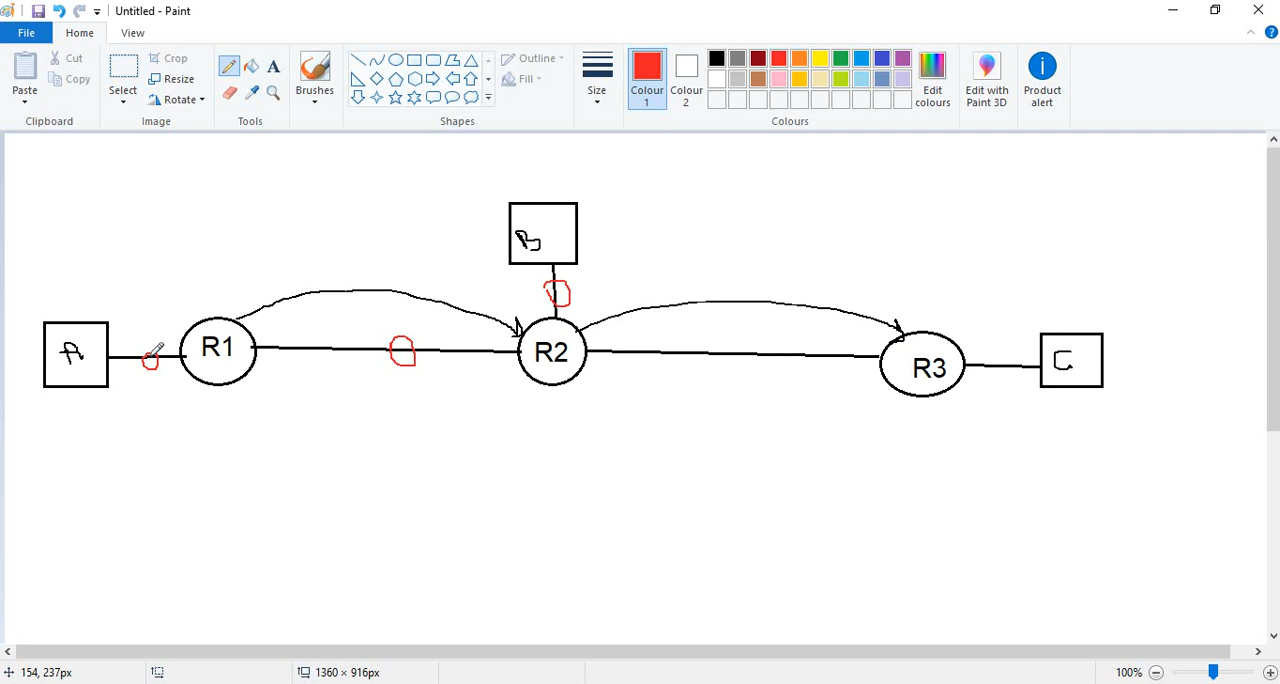 Untitled - Paint
File
Home
View
Paste
Cut
Copy
Clipboard
Select
Crop
Resize
Rotate
Image
A
Tools
Brushes
Outline
Fill
Shapes
Size
Colour 1
Colour 2
Edit colours
Edit with Paint 3D
Product alert
Colours
A
R1
R2
R3
C
154, 237px
1360 × 916px
100%